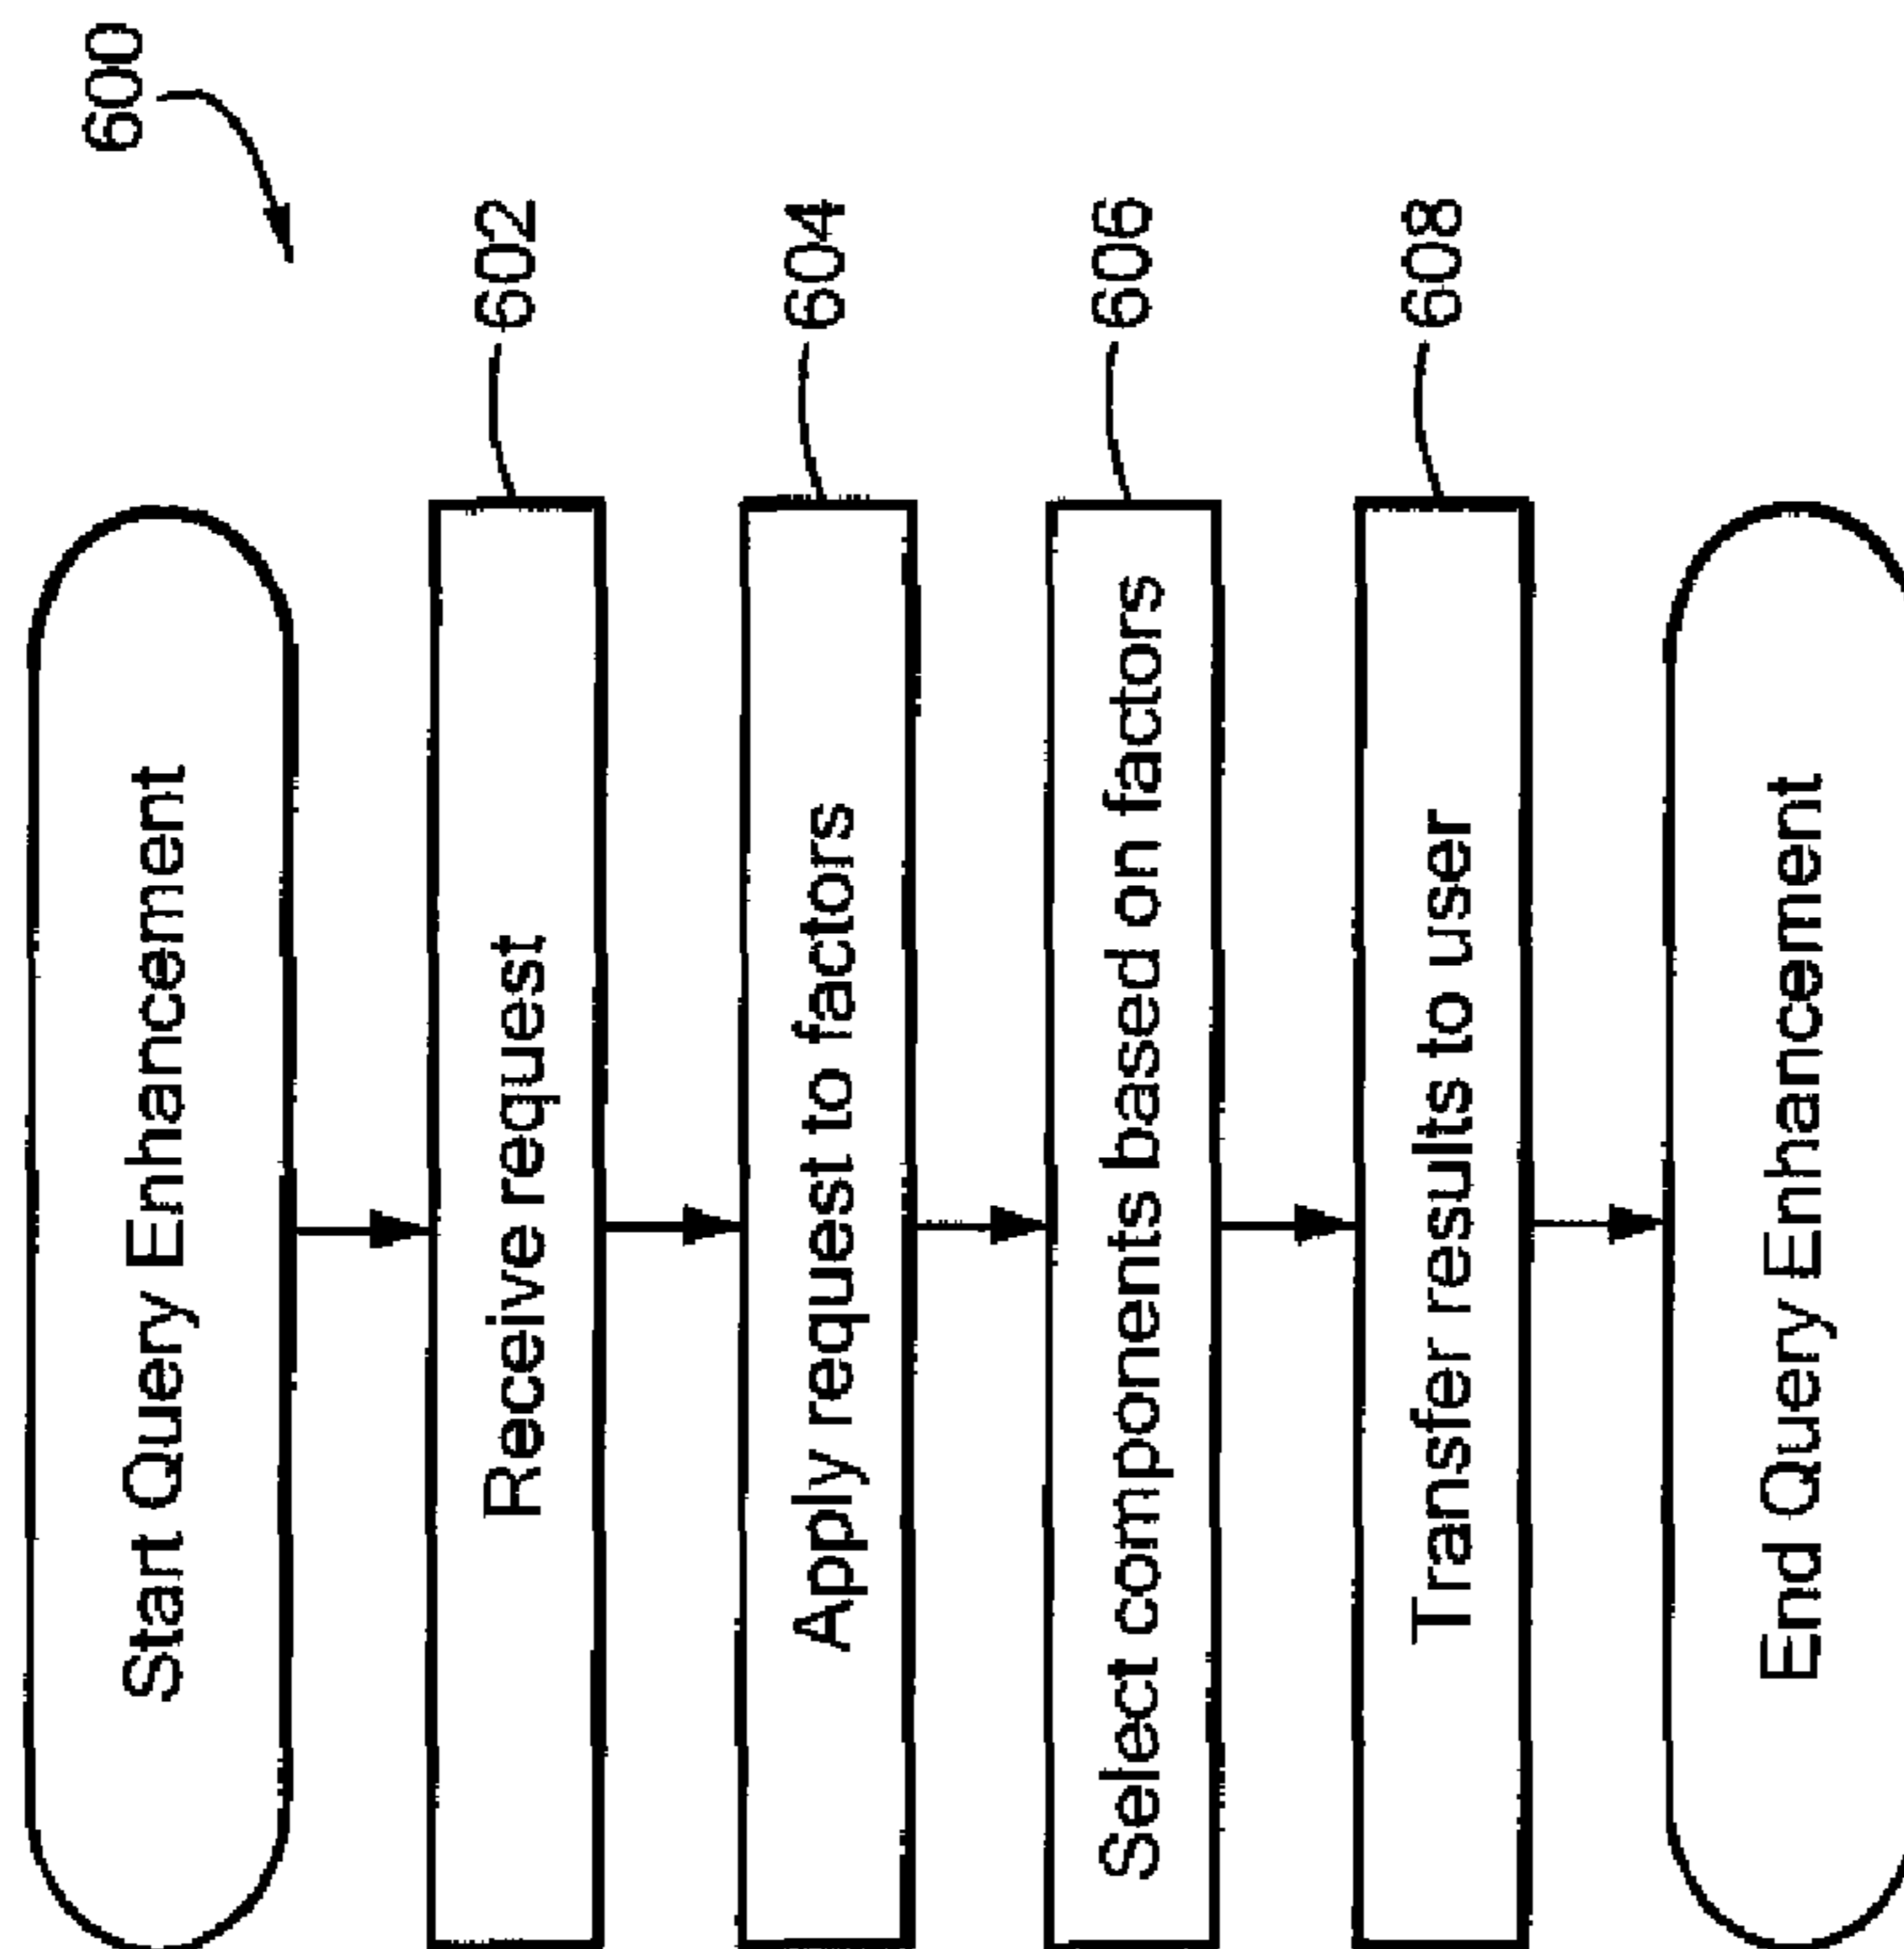 600
Start Query Enhancement
Receive request
602
Apply request to factors
604
Select components based on factors
606
Transfer results to user
608
End Query Enhancement